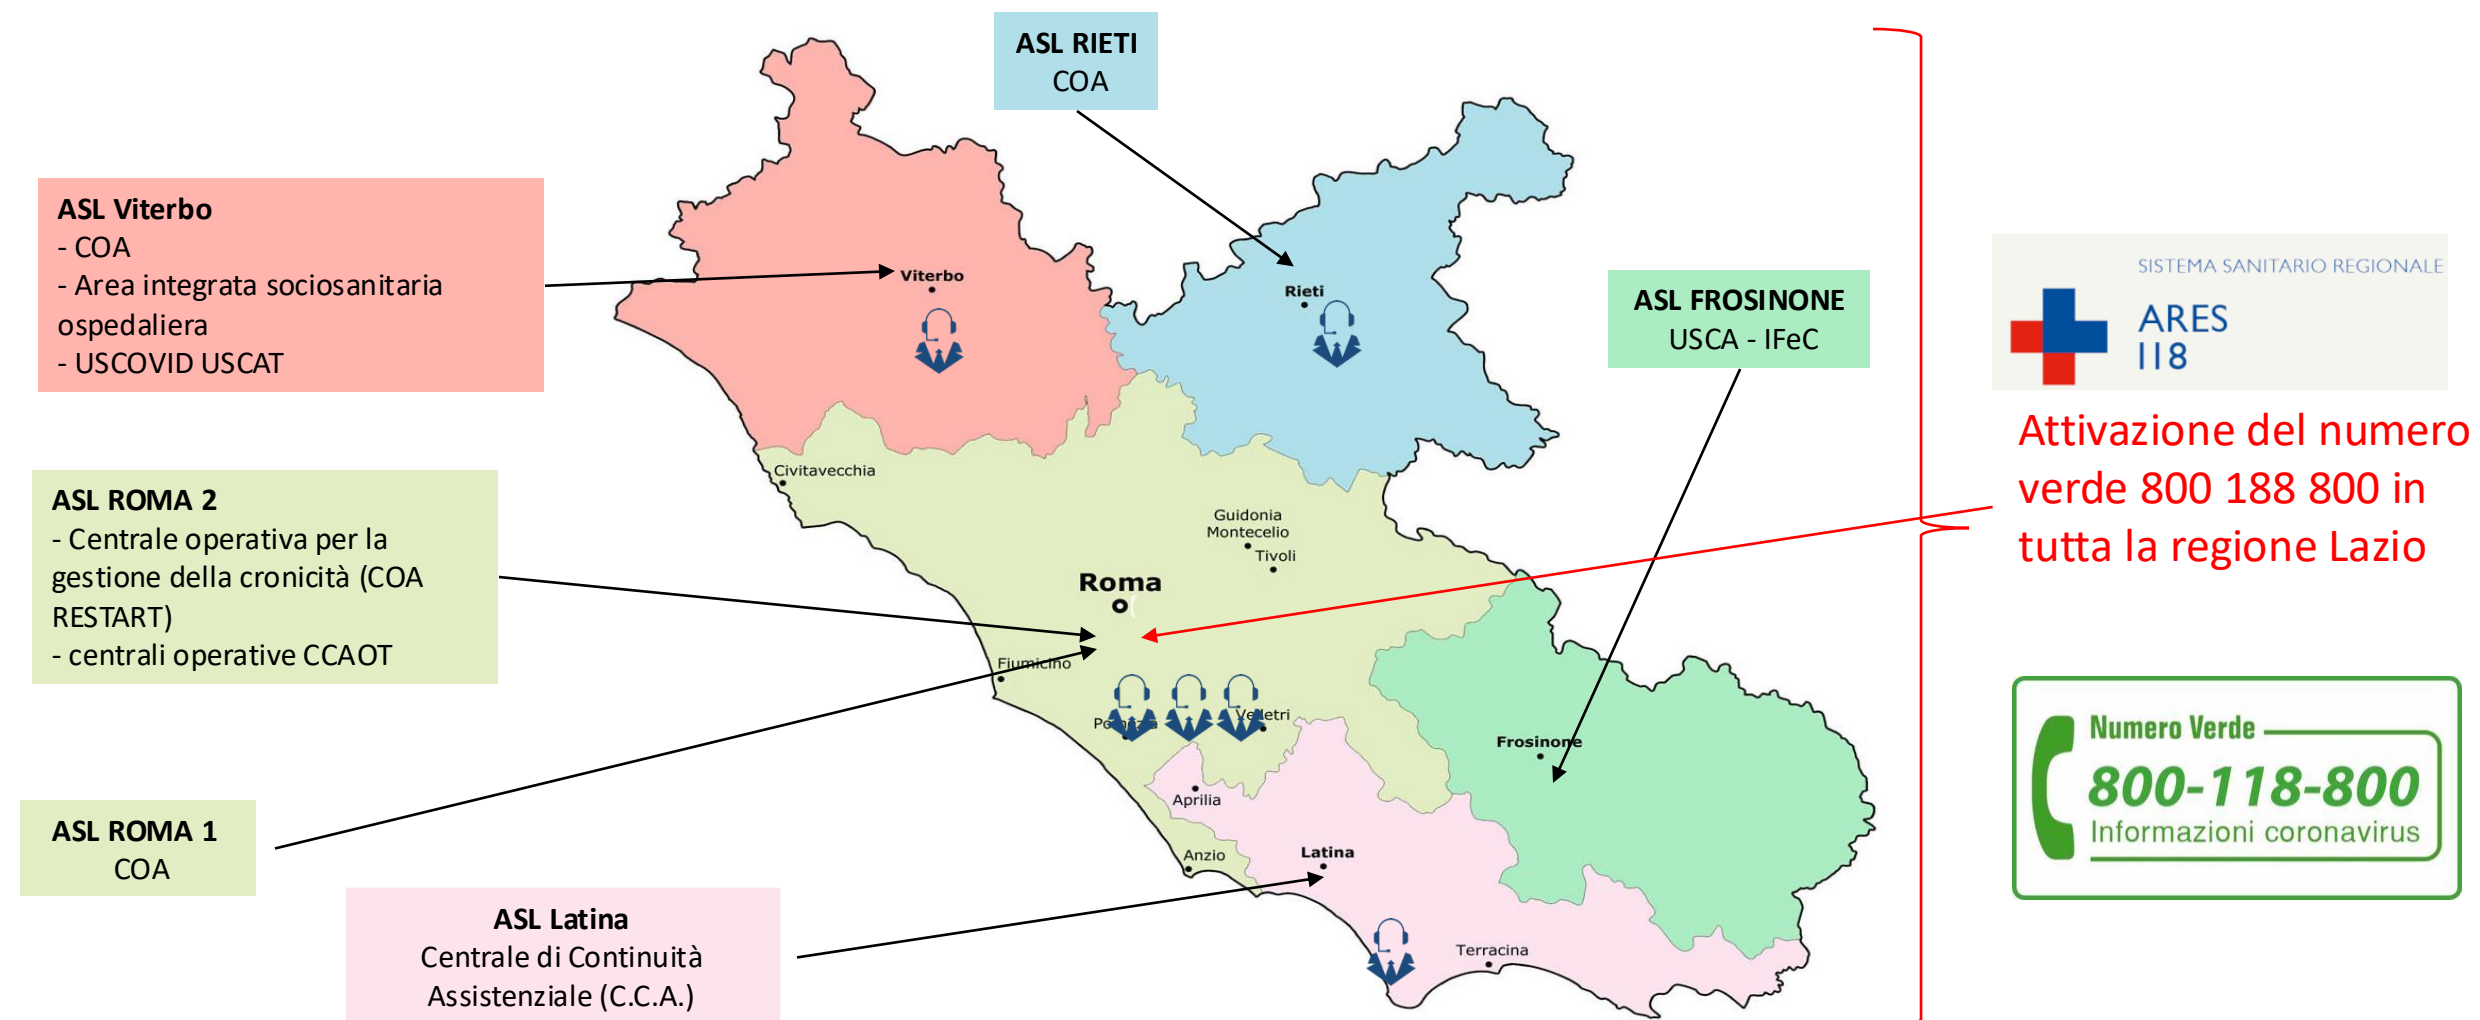 ASL RIETI
COA
ASL Viterbo
- COA
- Area integrata sociosanitaria
ospedaliera
- USCOVID USCAT
ASL ROMA 2
- Centrale operativa per la
gestione della cronicità (COA
RESTART)
- centrali operative CCAOT
ASL ROMA 1
COA
ASL Latina
Centrale di Continuità
Assistenziale (C.C.A.)
Viterbo
Rieti
Civitavecchia
Guidonia
Montecelio
Tivoli
Roma
Fiumicino
Velletri
Aprilia
Anzio
Latina
Frosinone
Terracina
ASL FROSINONE
USCA - IFeC
SISTEMA SANITARIO REGIONALE
ARES
118
Attivazione del numero
verde 800 188 800 in
tutta la regione Lazio
Numero Verde
800-118-800
Informazioni coronavirus